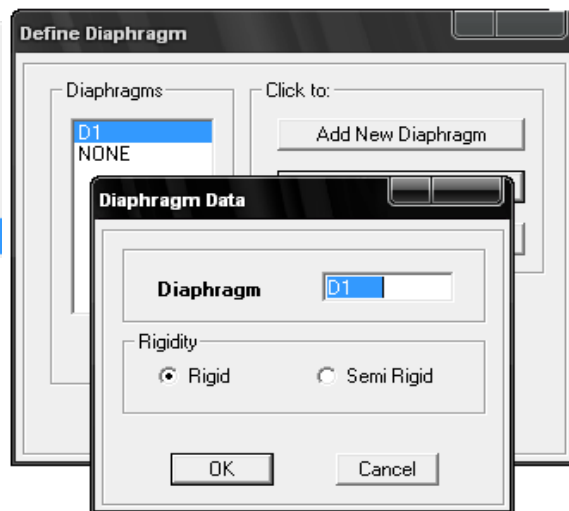 Define Diaphragm
Diaphragms
Click to:
D1
NONE
Add New Diaphragm
Diaphragm Data
Diaphragm
D1
Rigidity
Rigid
Semi Rigid
OK
Cancel